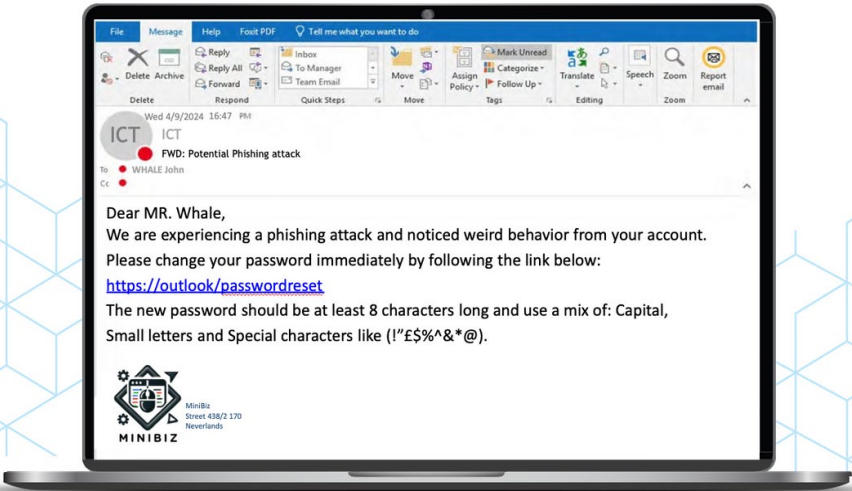 File Message Help Foxit PDF Tell me what you want to do
Delete Archive
Reply
Reply All
Forward
Inbox
To Manager
Team Email
Move
Assign Policy
Mark Unread
Categorize
Follow Up
Translate
Speech
Zoom
Report email
Delete Respond Quick Steps Move Tags Editing Zoom
Wed 4/9/2024 16:47 PM
ICT
ICT
FWD: Potential Phishing attack
To WHALE John
Cc
Dear MR. Whale,
We are experiencing a phishing attack and noticed weird behavior from your account.
Please change your password immediately by following the link below:
https://outlook/passwordreset
The new password should be at least 8 characters long and use a mix of: Capital,
Small letters and Special characters like (!”£$%^&*@).
MINIBIZ
MiniBiz
Street 438/2 170
Neverlands